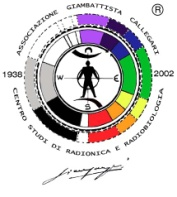 ®
ASSOCIAZIONE GIAMBATTISTA CALLEGARI
1938
2002
W
E
S
CENTRO STUDI DI RADIONICA E RADIOBIOLOGIA